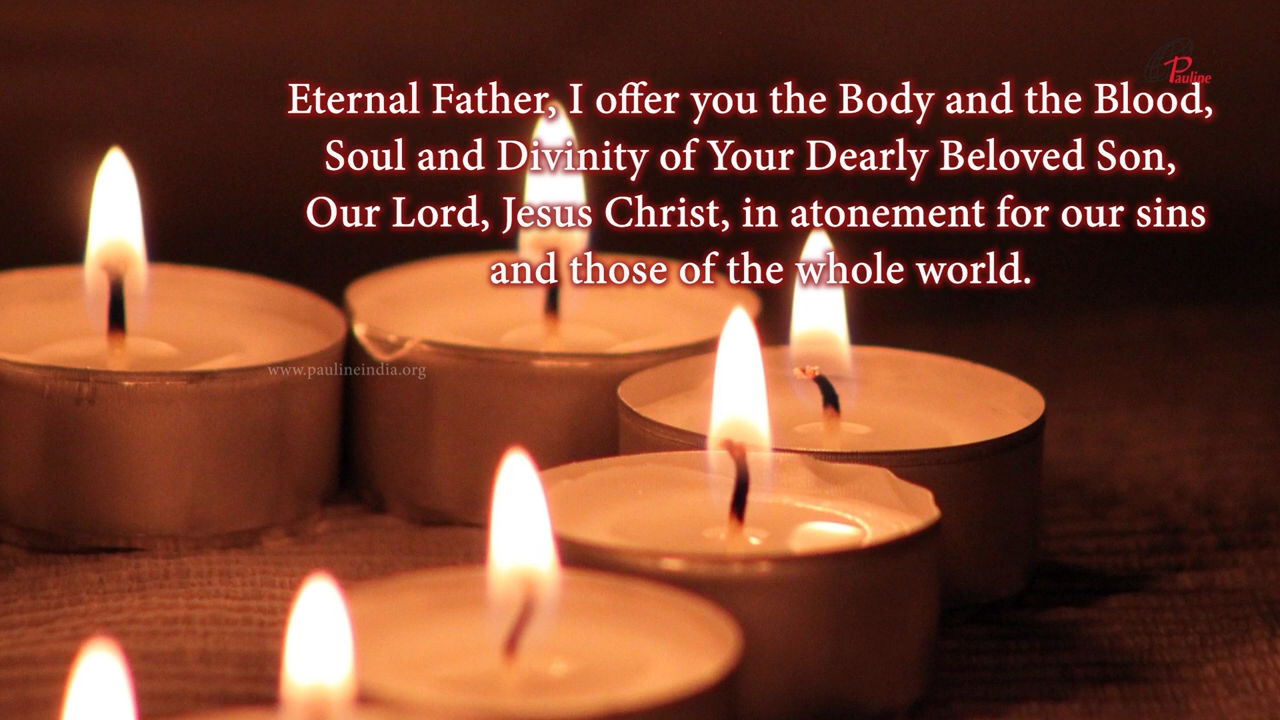 Pauline
Eternal Father, I offer you the Body and the Blood,
Soul and Divinity of Your Dearly Beloved Son,
Our Lord, Jesus Christ, in atonement for our sins
and those of the whole world.
www.paulineindia.org